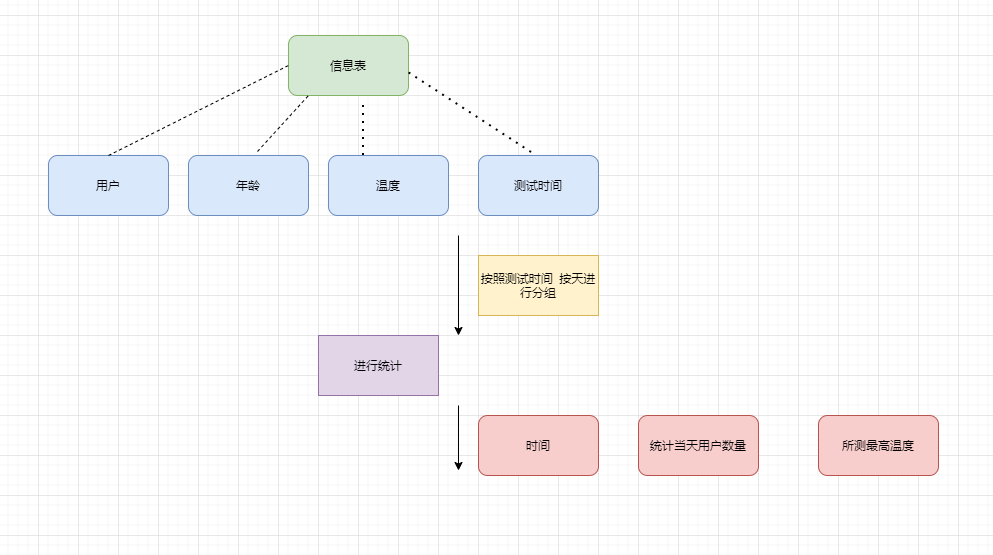 信息表
用户
年龄
温度
测试时间
按照测试时间 按天进
行分组
进行统计
时间
统计当天用户数量
所测最高温度